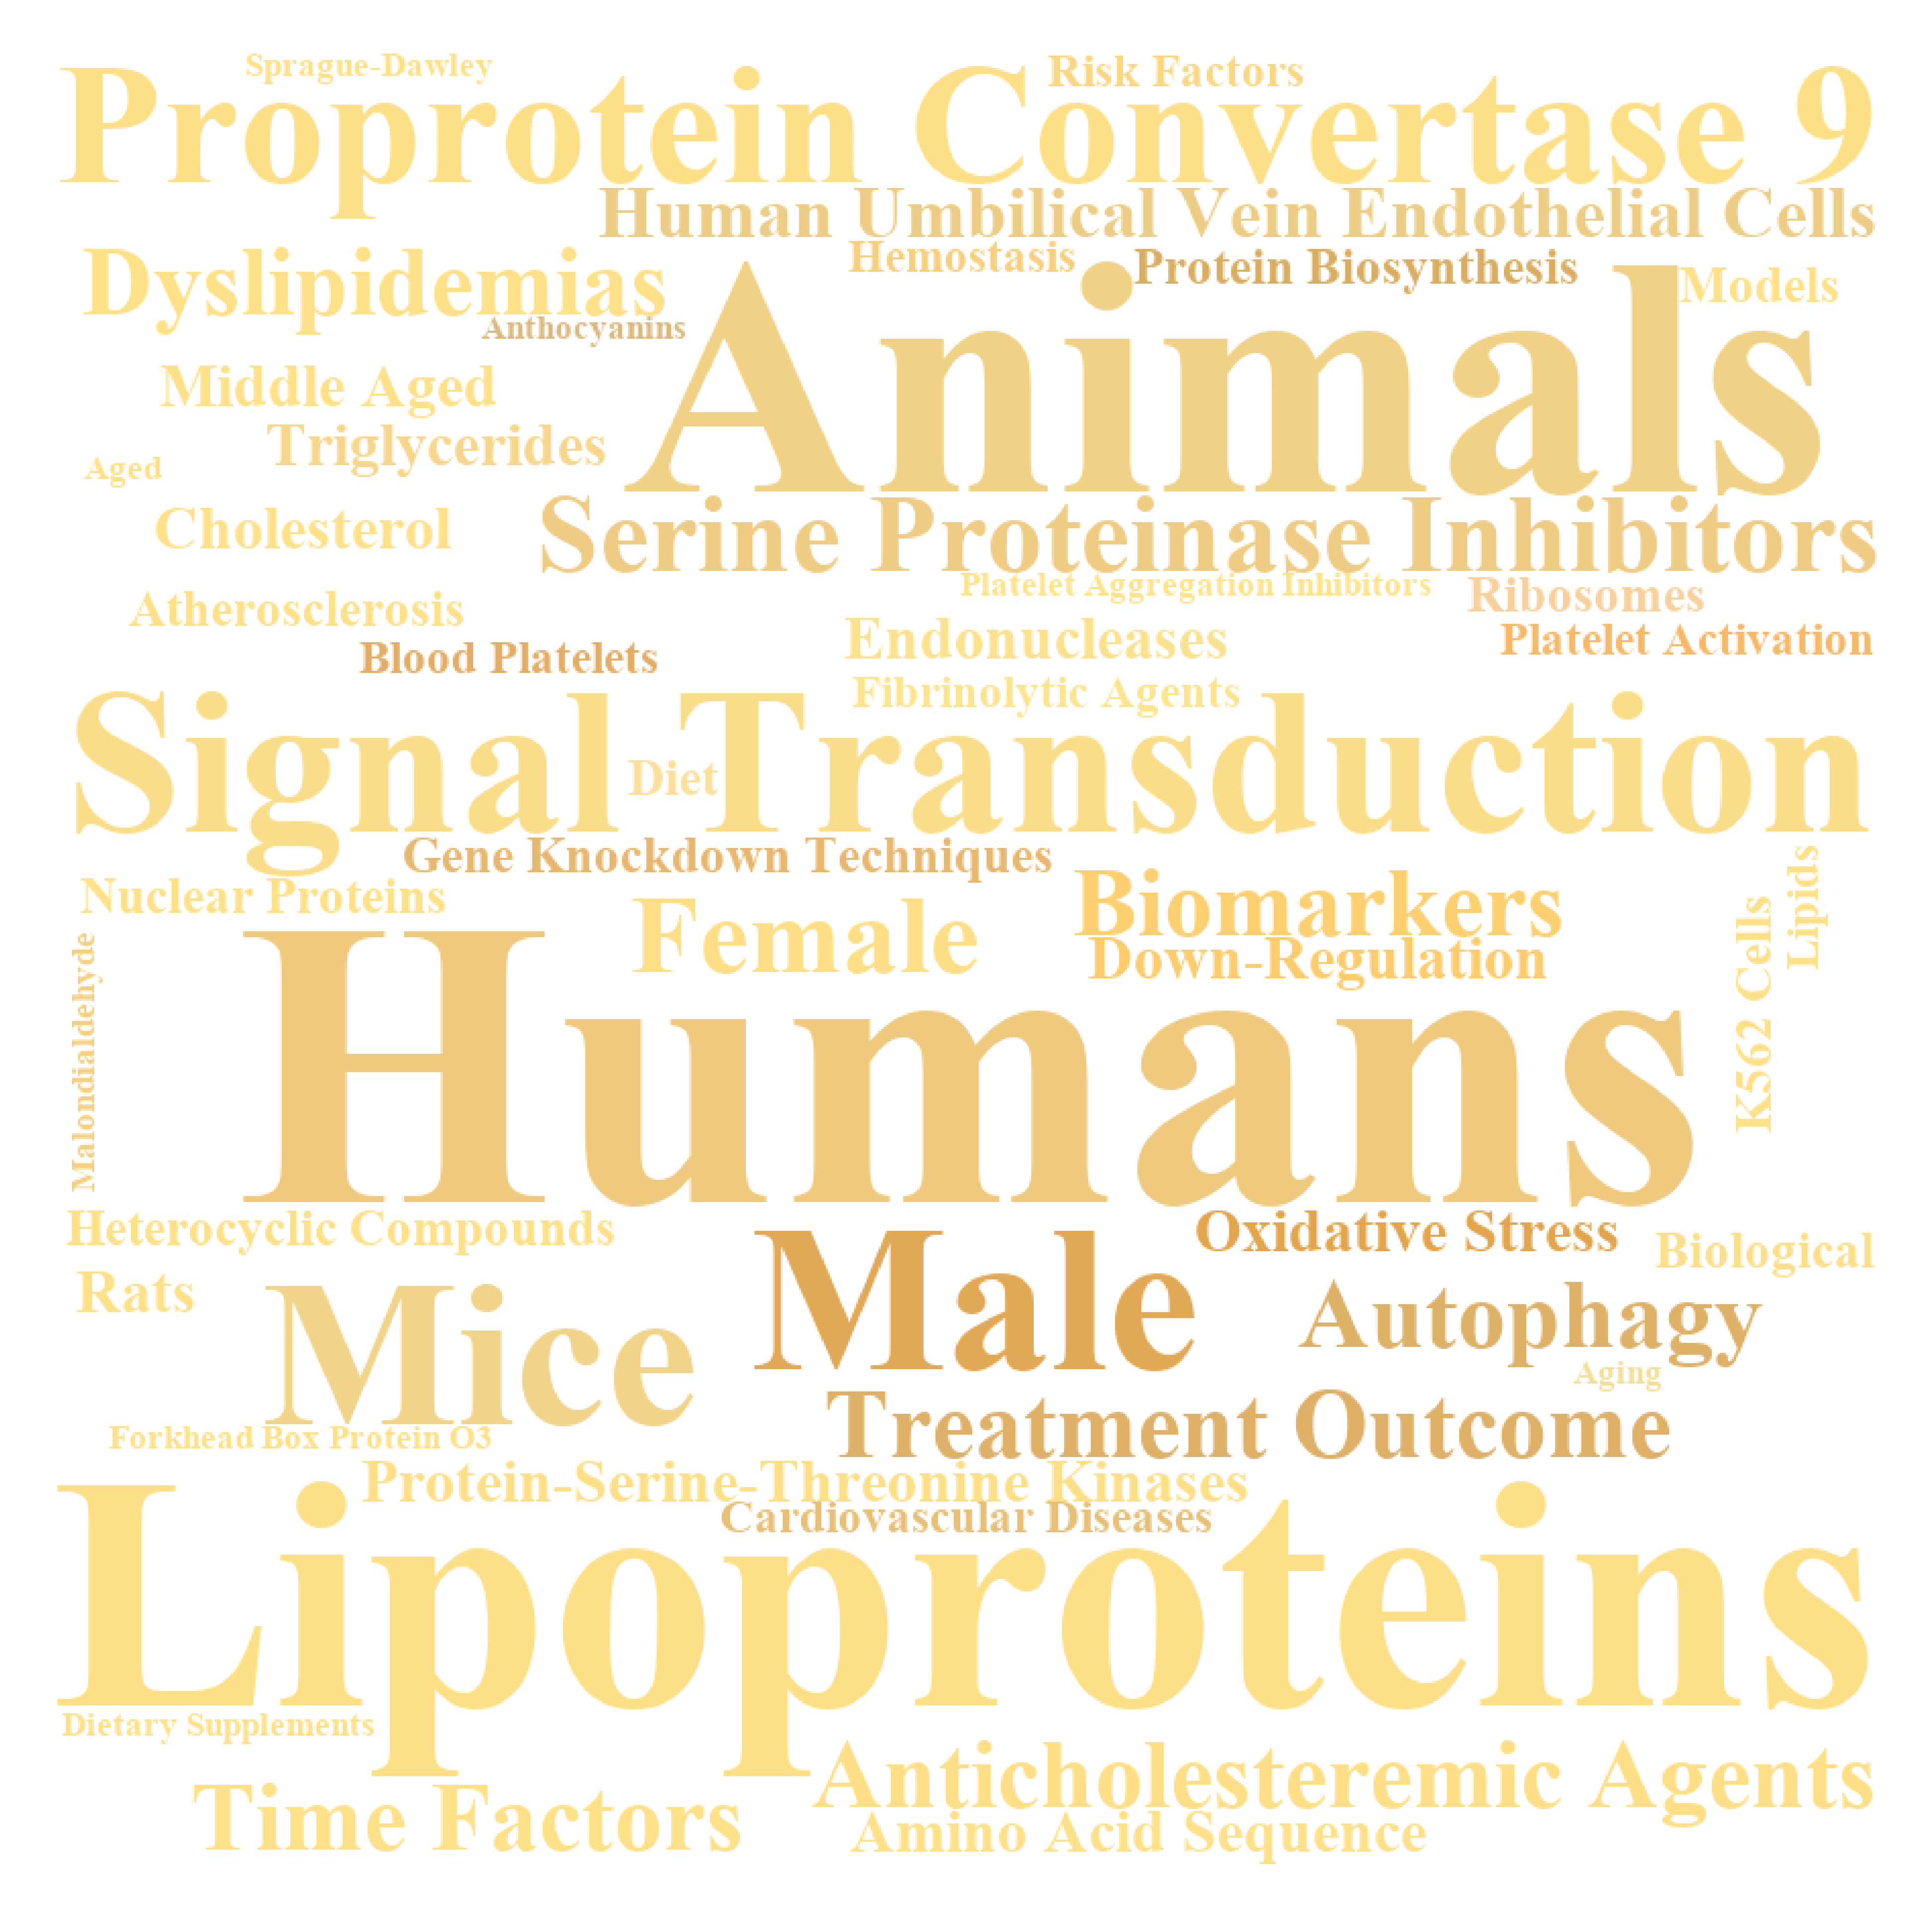 Sprague-Dawley
Risk Factors
Proprotein Convertase 9
Human Umbilical Vein Endothelial Cells
Dyslipidemias
Hemostasis
Protein Biosynthesis
Models
Anthocyanins
Animals
Middle Aged
Triglycerides
Aged
Cholesterol
Serine Proteinase Inhibitors
Platelet Aggregation Inhibitors
Ribosomes
Atherosclerosis
Endonucleases
Platelet Activation
Blood Platelets
Fibrinolytic Agents
Signal Transduction
Diet
Gene Knockdown Techniques
Nuclear Proteins
Female
Biomarkers
Down-Regulation
Lipids
K562 Cells
Malondialdehyde
Humans
Heterocyclic Compounds
Oxidative Stress
Biological
Rats
Mice
Male
Autophagy
Aging
Treatment Outcome
Forkhead Box Protein O3
Protein-Serine-Threonine Kinases
Cardiovascular Diseases
Lipoproteins
Dietary Supplements
Anticholesteremic Agents
Time Factors
Amino Acid Sequence